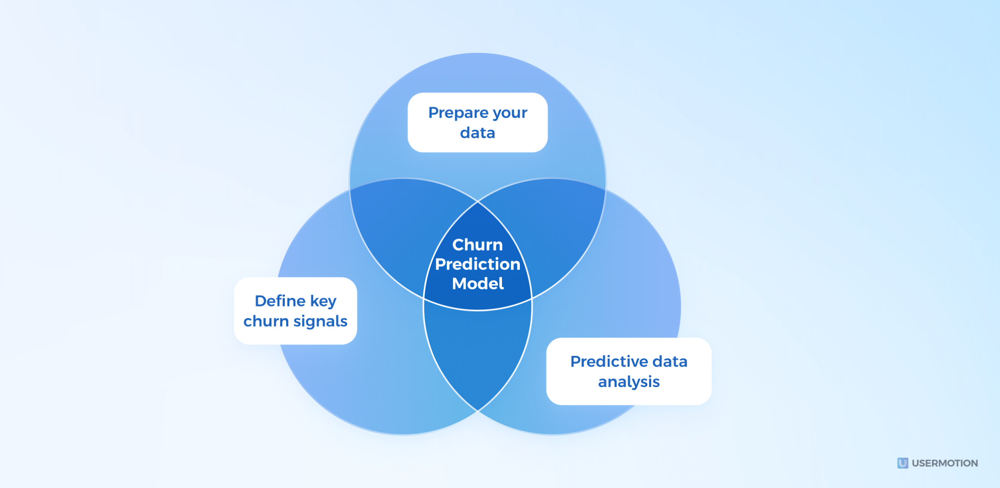 Prepare your
data
Churn
Prediction
Model
Define key
churn signals
Predictive data
analysis
USERMOTION